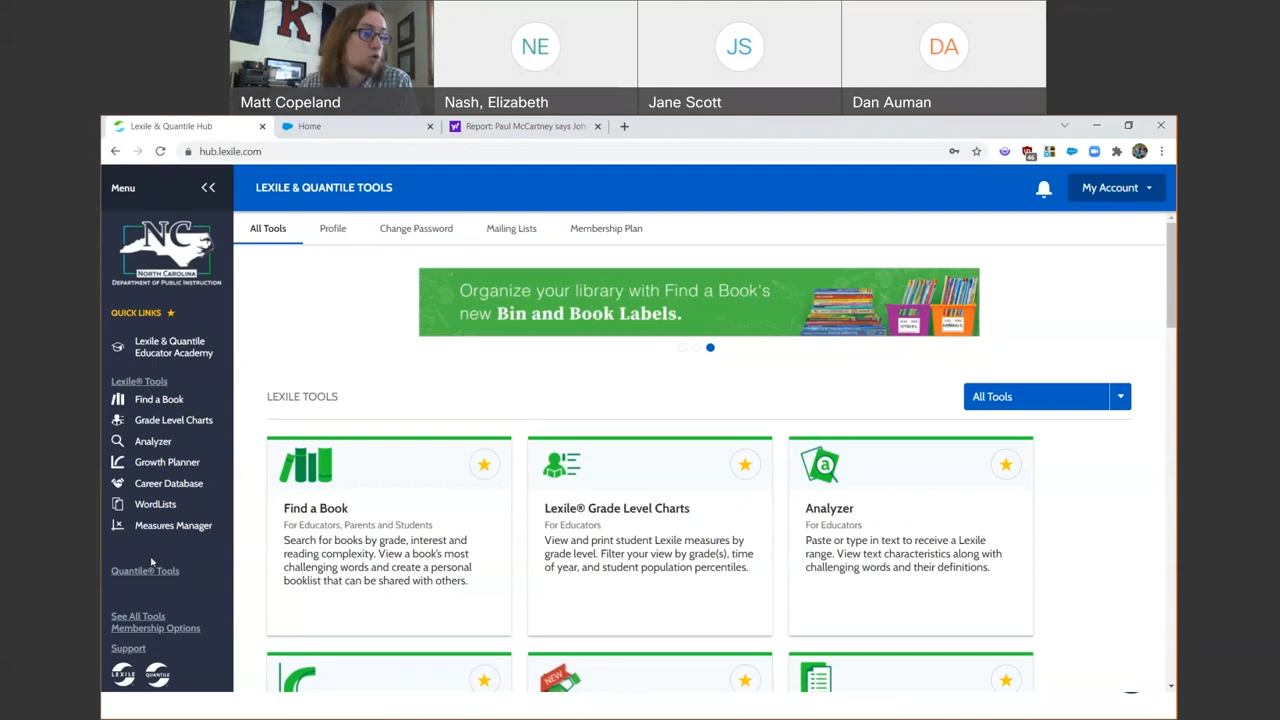 K
NE
JS
DA
Matt Copeland
Nash, Elizabeth
Jane Scott
Dan Auman
Lexile & Quantile Hub
Home
Report: Paul McCartney says Joh
hub.lexile.com
46
Menu
LEXILE & QUANTILE TOOLS
My Account
All Tools
Profile
Change Password
Mailing Lists
Membership Plan
NC
NORTH CAROLINA
DEPARTMENT OF PUBLIC INSTRUCTION
Organize your library with Find a Book's
new Bin and Book Labels.
QUICK LINKS
Lexile & Quantile
Educator Academy
Lexile® Tools
Find a Book
Grade Level Charts
Analyzer
Growth Planner
Career Database
WordLists
Measures Manager
Quantile® Tools
See All Tools
Membership Options
Support
LEXILE
QUANTILE
LEXILE TOOLS
All Tools
Find a Book
For Educators, Parents and Students
Search for books by grade, interest and
reading complexity. View a book's most
challenging words and create a personal
booklist that can be shared with others.
Lexile® Grade Level Charts
For Educators
View and print student Lexile measures by
grade level. Filter your view by grade(s), time
of year, and student population percentiles.
a
Analyzer
For Educators
Paste or type in text to receive a Lexile
range. View text characteristics along with
challenging words and their definitions.
NEW